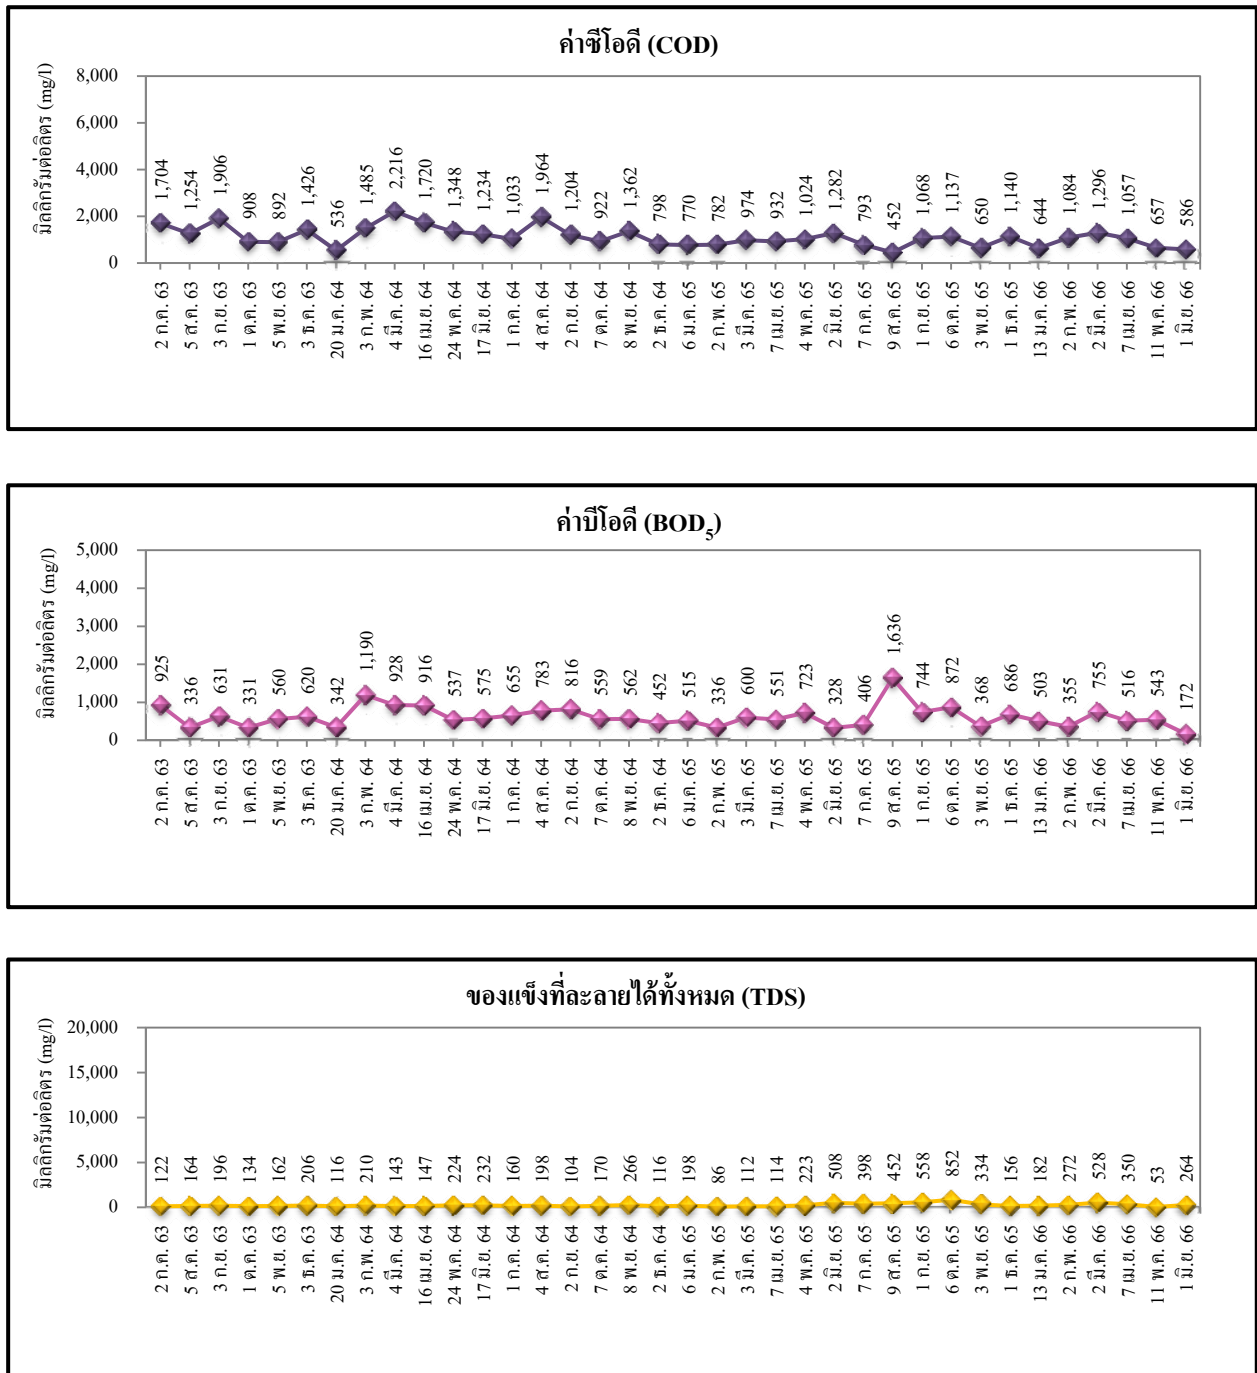 ค่าซีโอดี (COD)
มิลลิกรัมต่อลิตร (mg/l)
8,000
6,000
4,000
2,000
0
1,704 1,254 1,906 908 892 1,426 536 1,485 2,216 1,720 1,348 1,234 1,033 1,964 1,204 922 1,362 798 770 782 974 932 1,024 1,282 793 452 1,068 1,137 650 1,140 644 1,084 1,296 1,057 657 586
2 ก.ค. 63 5 ส.ค. 63 3 ก.ย. 63 1 ต.ค. 63 5 พ.ย. 63 3 ธ.ค. 63 20 ม.ค. 64 3 ก.พ. 64 4 มี.ค. 64 16 เม.ย. 64 24 พ.ค. 64 17 มิ.ย. 64 1 ก.ค. 64 4 ส.ค. 64 2 ก.ย. 64 7 ต.ค. 64 8 พ.ย. 64 2 ธ.ค. 64 6 ม.ค. 65 2 ก.พ. 65 3 มี.ค. 65 7 เม.ย. 65 4 พ.ค. 65 2 มิ.ย. 65 7 ก.ค. 65 9 ส.ค. 65 1 ก.ย. 65 6 ต.ค. 65 3 พ.ย. 65 1 ธ.ค. 65 13 ม.ค. 66 2 ก.พ. 66 2 มี.ค. 66 7 เม.ย. 66 11 พ.ค. 66 1 มิ.ย. 66
ค่าบีโอดี (BOD5)
มิลลิกรัมต่อลิตร (mg/l)
5,000
4,000
3,000
2,000
1,000
0
925 336 631 331 560 620 342 1,190 928 916 537 575 655 783 816 559 562 452 515 336 600 551 723 328 406 1,636 744 872 368 686 503 355 755 516 543 172
2 ก.ค. 63 5 ส.ค. 63 3 ก.ย. 63 1 ต.ค. 63 5 พ.ย. 63 3 ธ.ค. 63 20 ม.ค. 64 3 ก.พ. 64 4 มี.ค. 64 16 เม.ย. 64 24 พ.ค. 64 17 มิ.ย. 64 1 ก.ค. 64 4 ส.ค. 64 2 ก.ย. 64 7 ต.ค. 64 8 พ.ย. 64 2 ธ.ค. 64 6 ม.ค. 65 2 ก.พ. 65 3 มี.ค. 65 7 เม.ย. 65 4 พ.ค. 65 2 มิ.ย. 65 7 ก.ค. 65 9 ส.ค. 65 1 ก.ย. 65 6 ต.ค. 65 3 พ.ย. 65 1 ธ.ค. 65 13 ม.ค. 66 2 ก.พ. 66 2 มี.ค. 66 7 เม.ย. 66 11 พ.ค. 66 1 มิ.ย. 66
ของแข็งที่ละลายได้ทั้งหมด (TDS)
มิลลิกรัมต่อลิตร (mg/l)
20,000
15,000
10,000
5,000
0
122 164 196 134 162 206 116 210 143 147 224 232 160 198 104 170 266 116 198 86 112 114 223 508 398 452 558 852 334 156 182 272 528 350 53 264
2 ก.ค. 63 5 ส.ค. 63 3 ก.ย. 63 1 ต.ค. 63 5 พ.ย. 63 3 ธ.ค. 63 20 ม.ค. 64 3 ก.พ. 64 4 มี.ค. 64 16 เม.ย. 64 24 พ.ค. 64 17 มิ.ย. 64 1 ก.ค. 64 4 ส.ค. 64 2 ก.ย. 64 7 ต.ค. 64 8 พ.ย. 64 2 ธ.ค. 64 6 ม.ค. 65 2 ก.พ. 65 3 มี.ค. 65 7 เม.ย. 65 4 พ.ค. 65 2 มิ.ย. 65 7 ก.ค. 65 9 ส.ค. 65 1 ก.ย. 65 6 ต.ค. 65 3 พ.ย. 65 1 ธ.ค. 65 13 ม.ค. 66 2 ก.พ. 66 2 มี.ค. 66 7 เม.ย. 66 11 พ.ค. 66 1 มิ.ย. 66